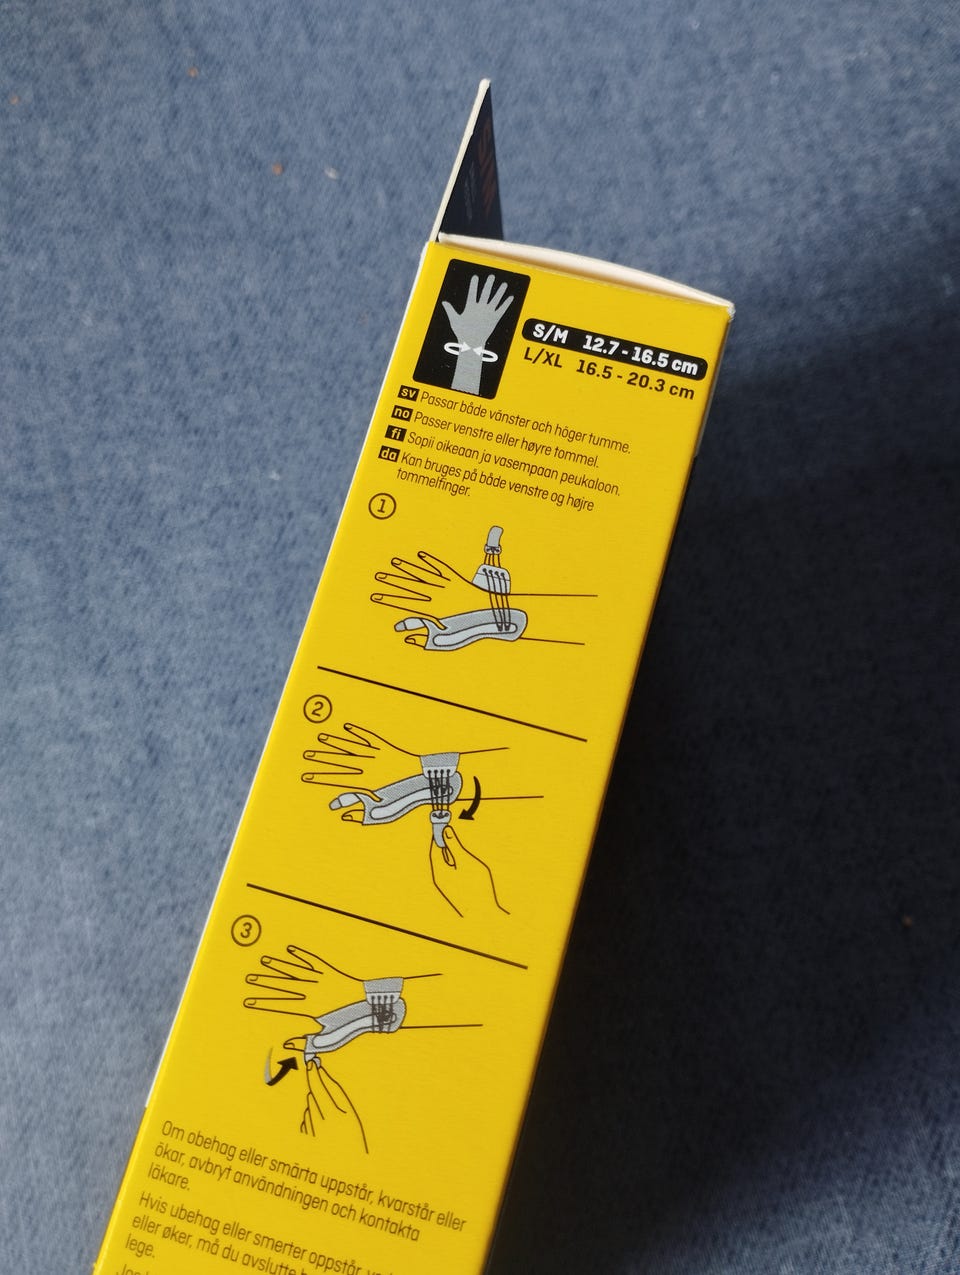 S/M 12.7 - 16.5 cm
L/XL 16.5 - 20.3 cm
sv Passar både vänster och höger tumme.
no Passer venstre eller høyre tommel.
fi Sopii oikeaan ja vasempaan peukaloon.
da Kan bruges på både venstre og højre
tommelfinger.
1
2
3
Om obehag eller smärta uppstår, kvarstår eller
ökar, avbryt användningen och kontakta
läkare.
Hvis ubehag eller smerter oppstår,
eller øker, må du avslutte
lege.